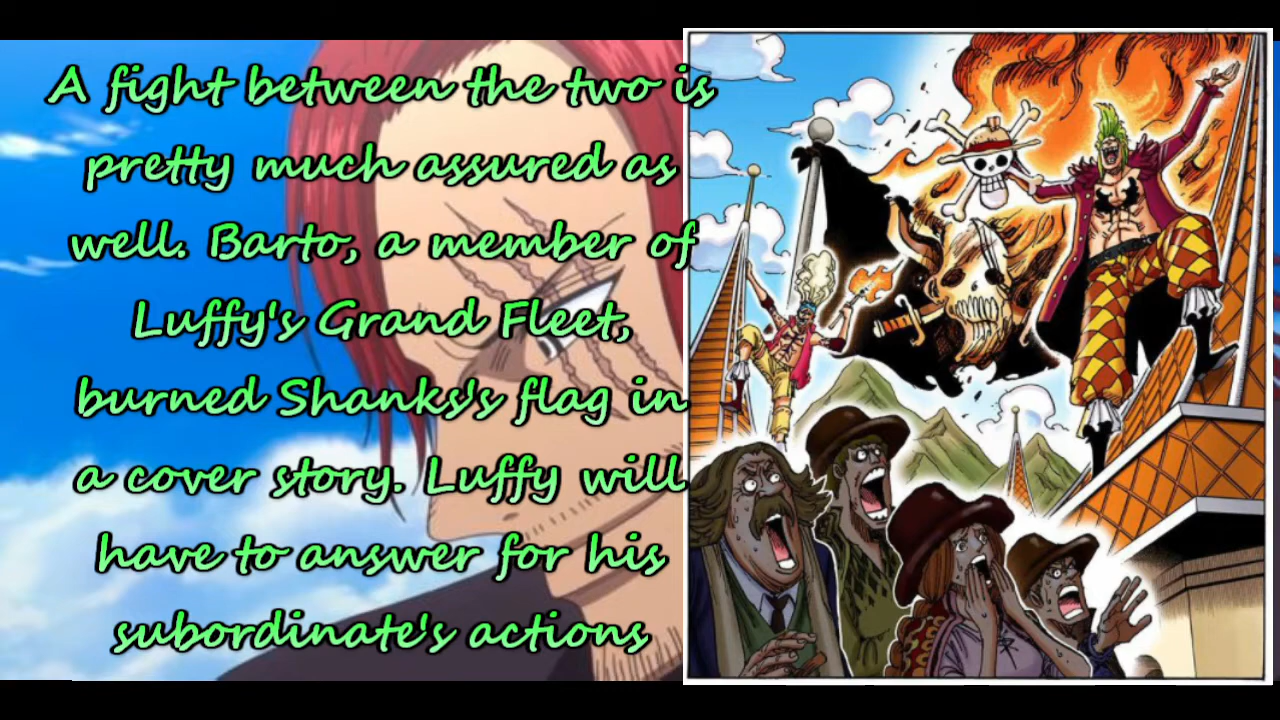 A fight between the two is
pretty much assured as
well. Barto, a member of
Luffy's Grand Fleet,
burned Shanks's flag in
a cover story. Luffy will
have to answer for his
subordinate's actions